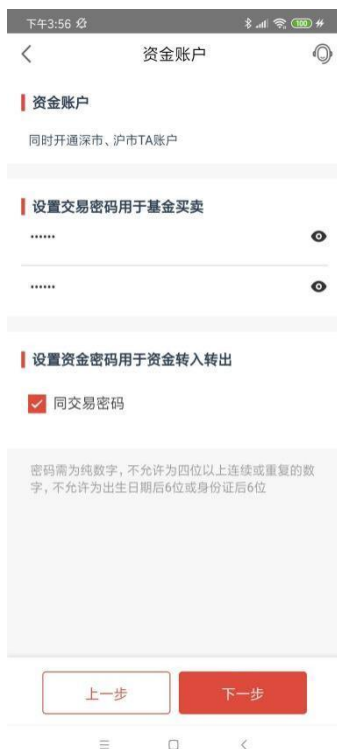 下午3:56
100
资金账户
资金账户
同时开通深市、沪市TA账户
设置交易密码用于基金买卖
······
······
设置资金密码用于资金转入转出
同交易密码
密码需为纯数字，不允许为四位以上连续或重复的数
字，不允许为出生日期后6位或身份证后6位
上一步
下一步